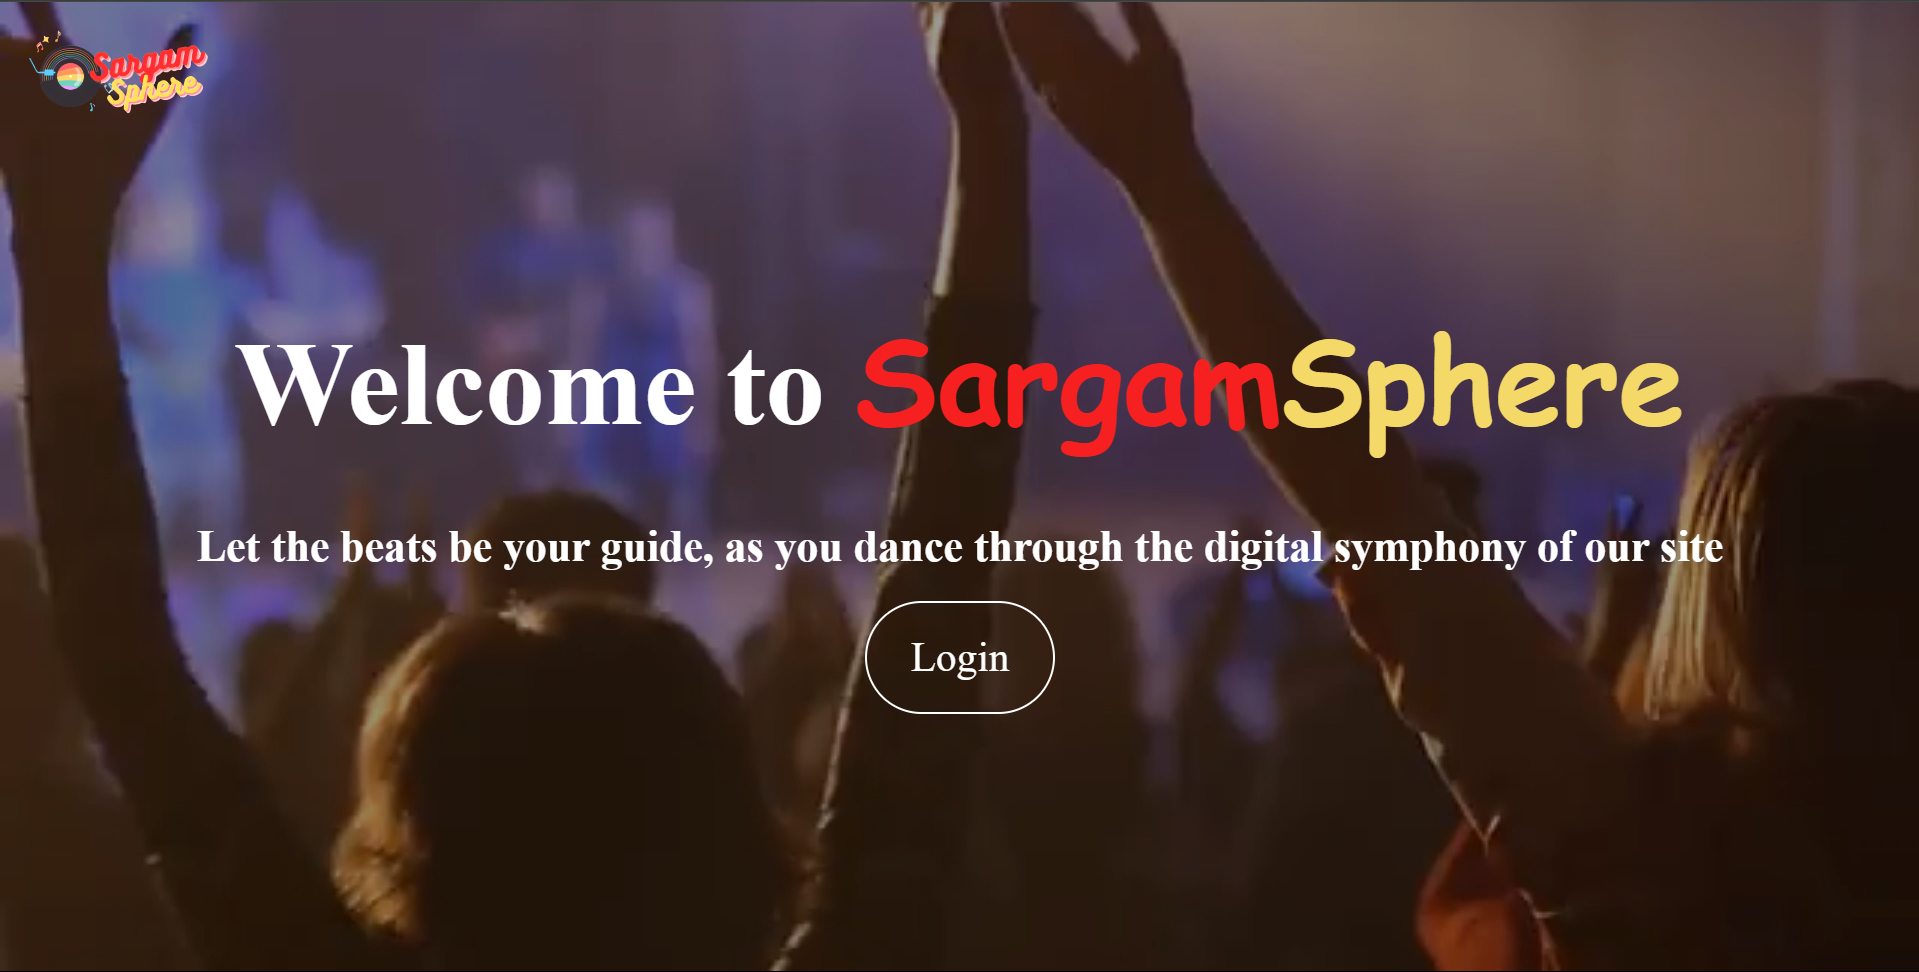 Sargam
Sphere
Welcome to SargamSphere
Let the beats be your guide, as you dance through the digital symphony of our site
Login